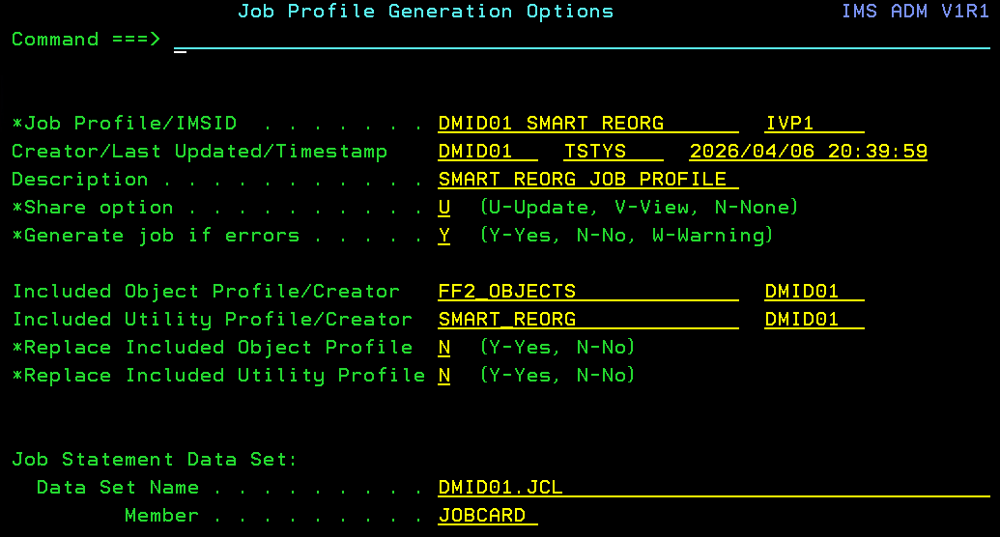 Job Profile Generation Options IMS ADM V1R1
Command ===>
*Job Profile/IMSID . . . . . . . DMID01 SMART REORG IVP1
Creator/Last Updated/Timestamp DMID01 TSTYS 2026/04/06 20:39:59
Description . . . . . . . . . . . SMART REORG JOB PROFILE
*Share option . . . . . . . . . . U (U-Update, V-View, N-None)
*Generate job if errors . . . . . Y (Y-Yes, N-No, W-Warning)
Included Object Profile/Creator FF2_OBJECTS DMID01
Included Utility Profile/Creator SMART_REORG DMID01
*Replace Included Object Profile N (Y-Yes, N-No)
*Replace Included Utility Profile N (Y-Yes, N-No)
Job Statement Data Set:
Data Set Name . . . . . . . . . DMID01.JCL
Member . . . . . . . . . . JOBCARD